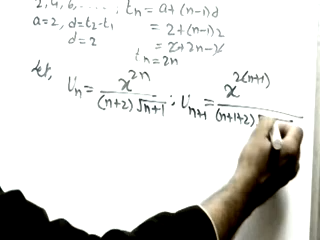 2, 4, 6, ......; tn = a + (n-1)d
a = 2, d = t2 - t1 = 2 + (n-1)2
d = 2 = 2 + 2n - 2
tn = 2n
let, Un = x^2n / (n+2) √n+1 ; Un+1 = x^2(n+1) / (n+1+2) √